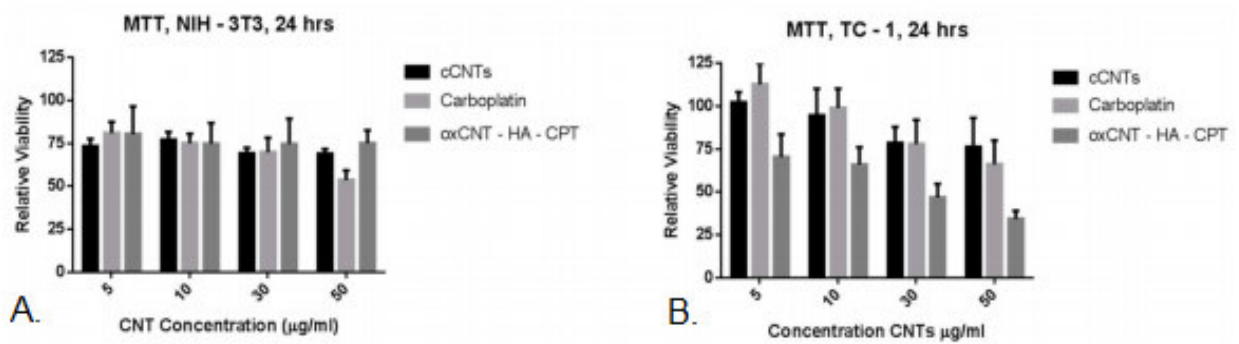 MTT, NIH - 3T3, 24 hrs
125
100
75
50
25
0
Relative Viability
5
10
30
50
CNT Concentration (µg/ml)
cCNTs
Carboplatin
oxCNT - HA - CPT
A.
MTT, TC - 1, 24 hrs
125
100
75
50
25
0
Relative Viability
5
10
30
50
Concentration CNTs µg/ml
cCNTs
Carboplatin
oxCNT - HA - CPT
B.